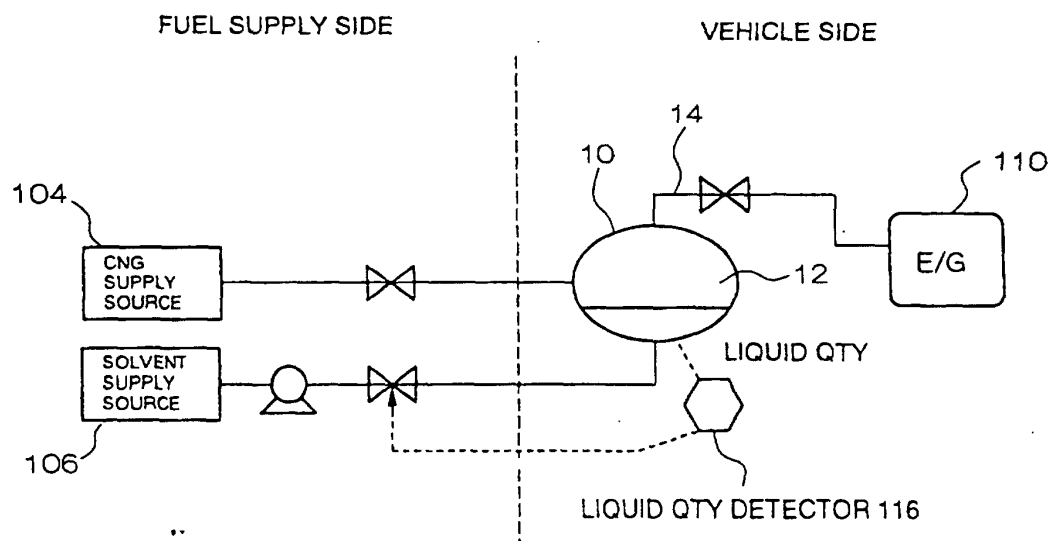 FUEL SUPPLY SIDE
VEHICLE SIDE
14
10
110
104
CNG
SUPPLY
SOURCE
12
E/G
SOLVENT
SUPPLY
SOURCE
LIQUID QTY
106
LIQUID QTY DETECTOR 116